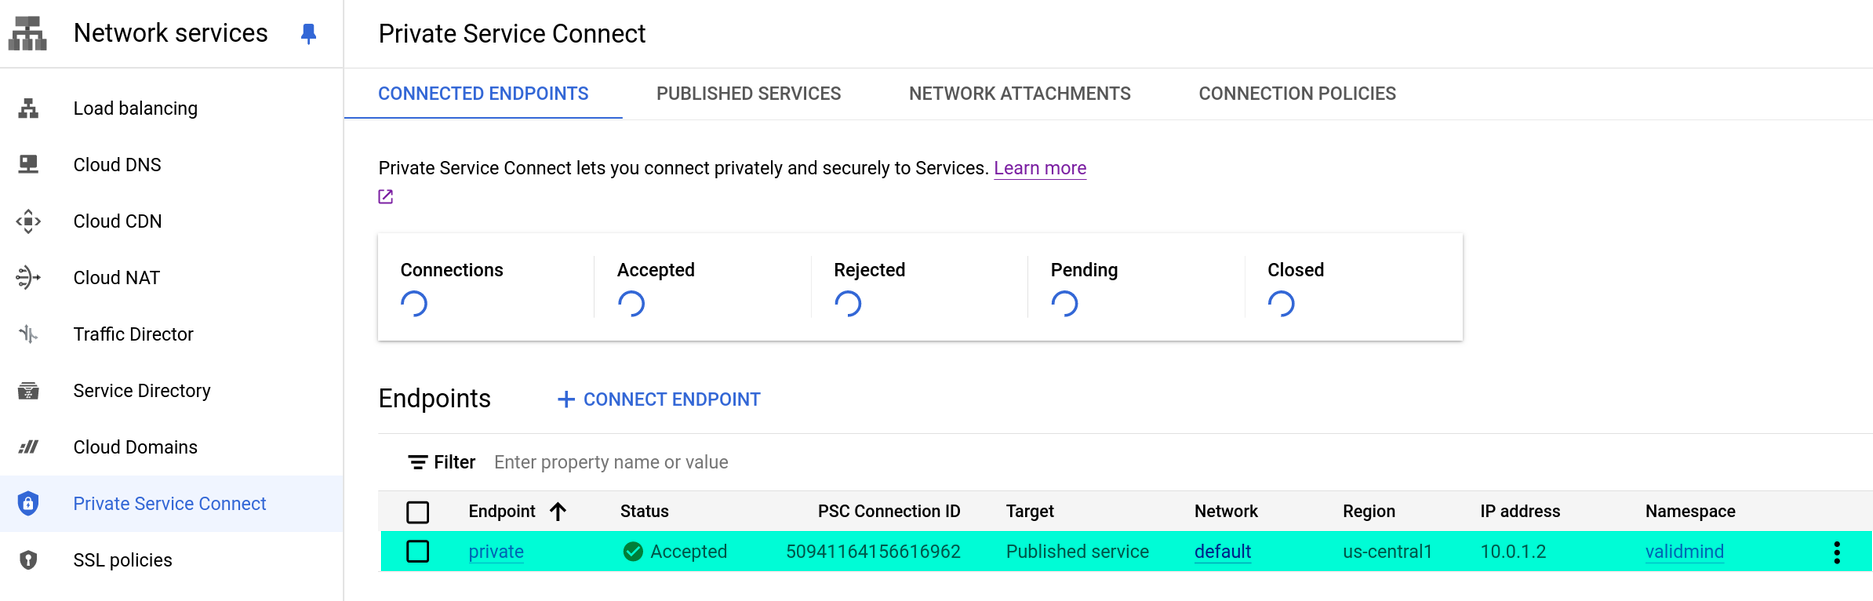 Network services
Load balancing
Cloud DNS
Cloud CDN
Cloud NAT
Traffic Director
Service Directory
Cloud Domains
Private Service Connect
SSL policies
Private Service Connect
CONNECTED ENDPOINTS PUBLISHED SERVICES NETWORK ATTACHMENTS CONNECTION POLICIES
Private Service Connect lets you connect privately and securely to Services. Learn more
Connections Accepted Rejected Pending Closed
Endpoints + CONNECT ENDPOINT
Filter Enter property name or value
Endpoint Status PSC Connection ID Target Network Region IP address Namespace
private Accepted 50941164156616962 Published service default us-central1 10.0.1.2 validmind